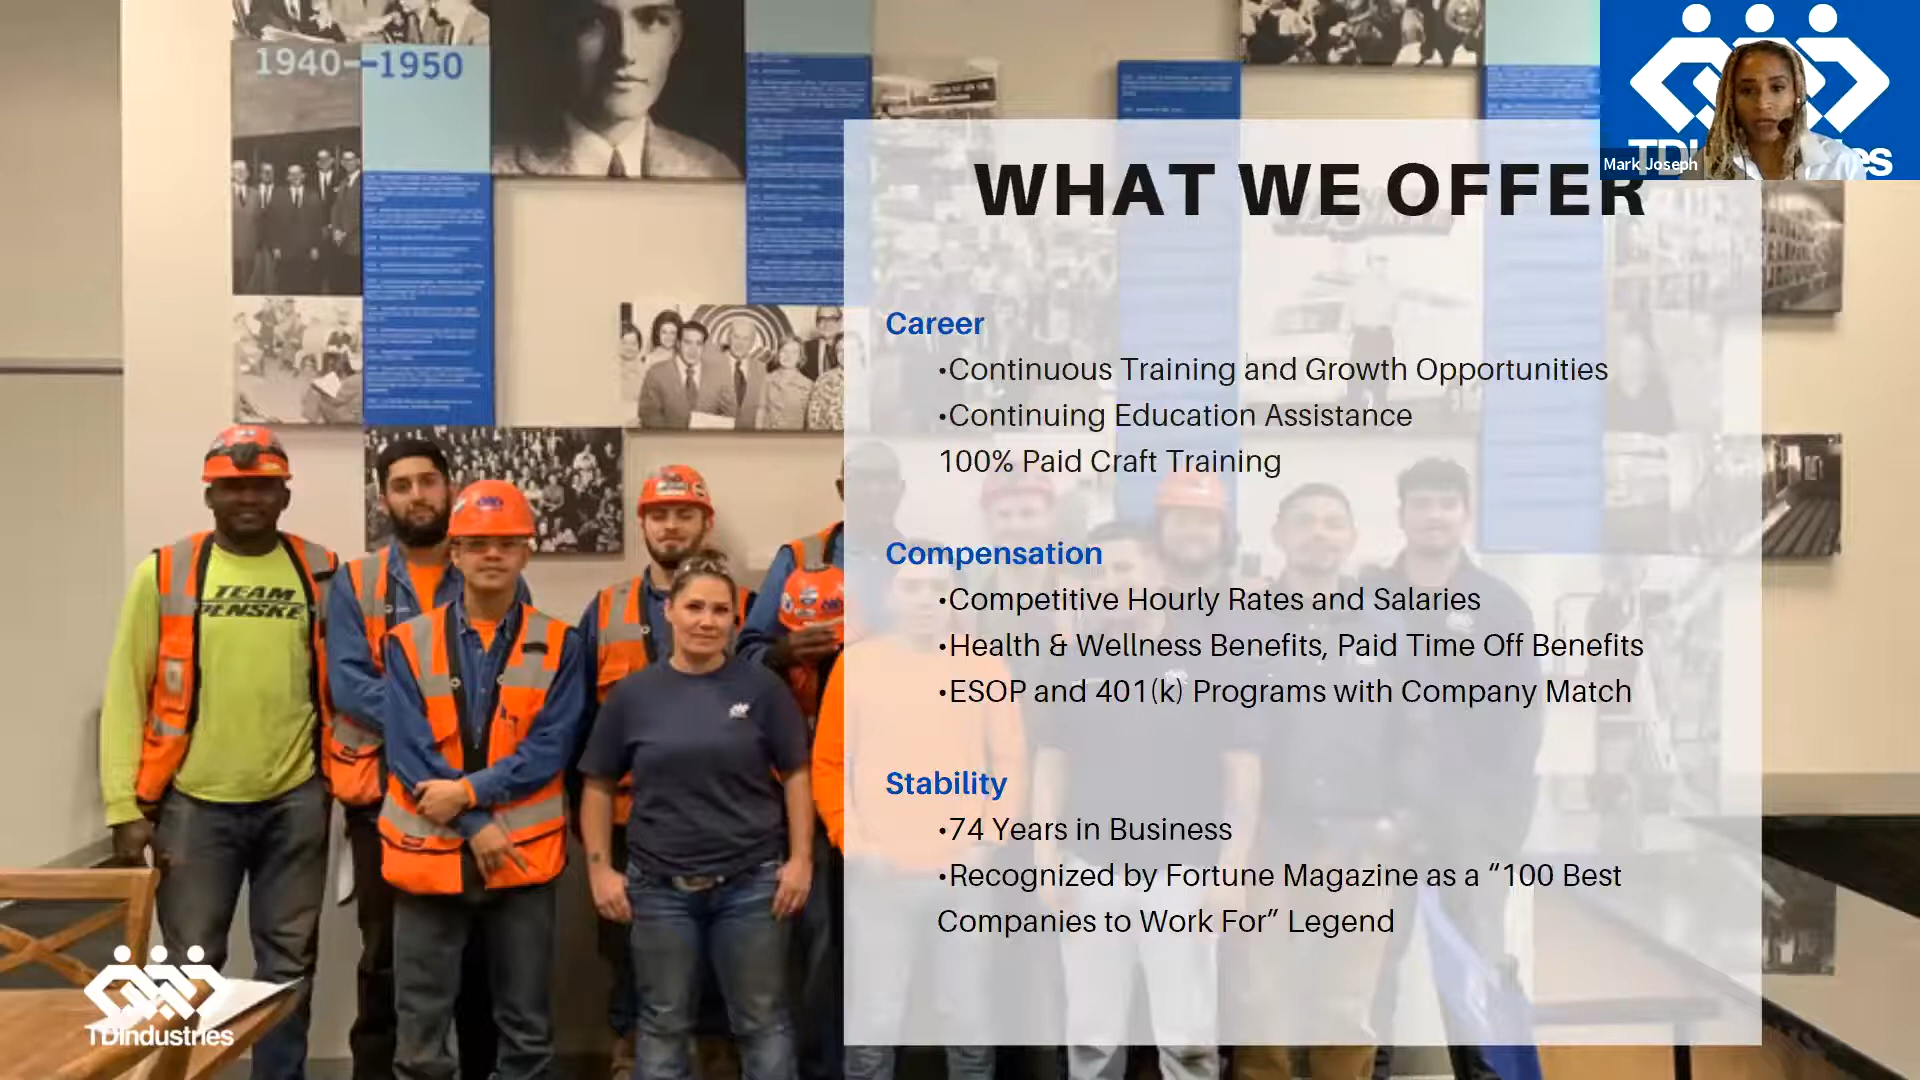 1940–1950
TEAM
PENSKE
WHAT WE OFFER
Mark Joseph
Career
•Continuous Training and Growth Opportunities
•Continuing Education Assistance
100% Paid Craft Training
Compensation
•Competitive Hourly Rates and Salaries
•Health & Wellness Benefits, Paid Time Off Benefits
•ESOP and 401(k) Programs with Company Match
Stability
•74 Years in Business
•Recognized by Fortune Magazine as a “100 Best
Companies to Work For” Legend
TDIndustries